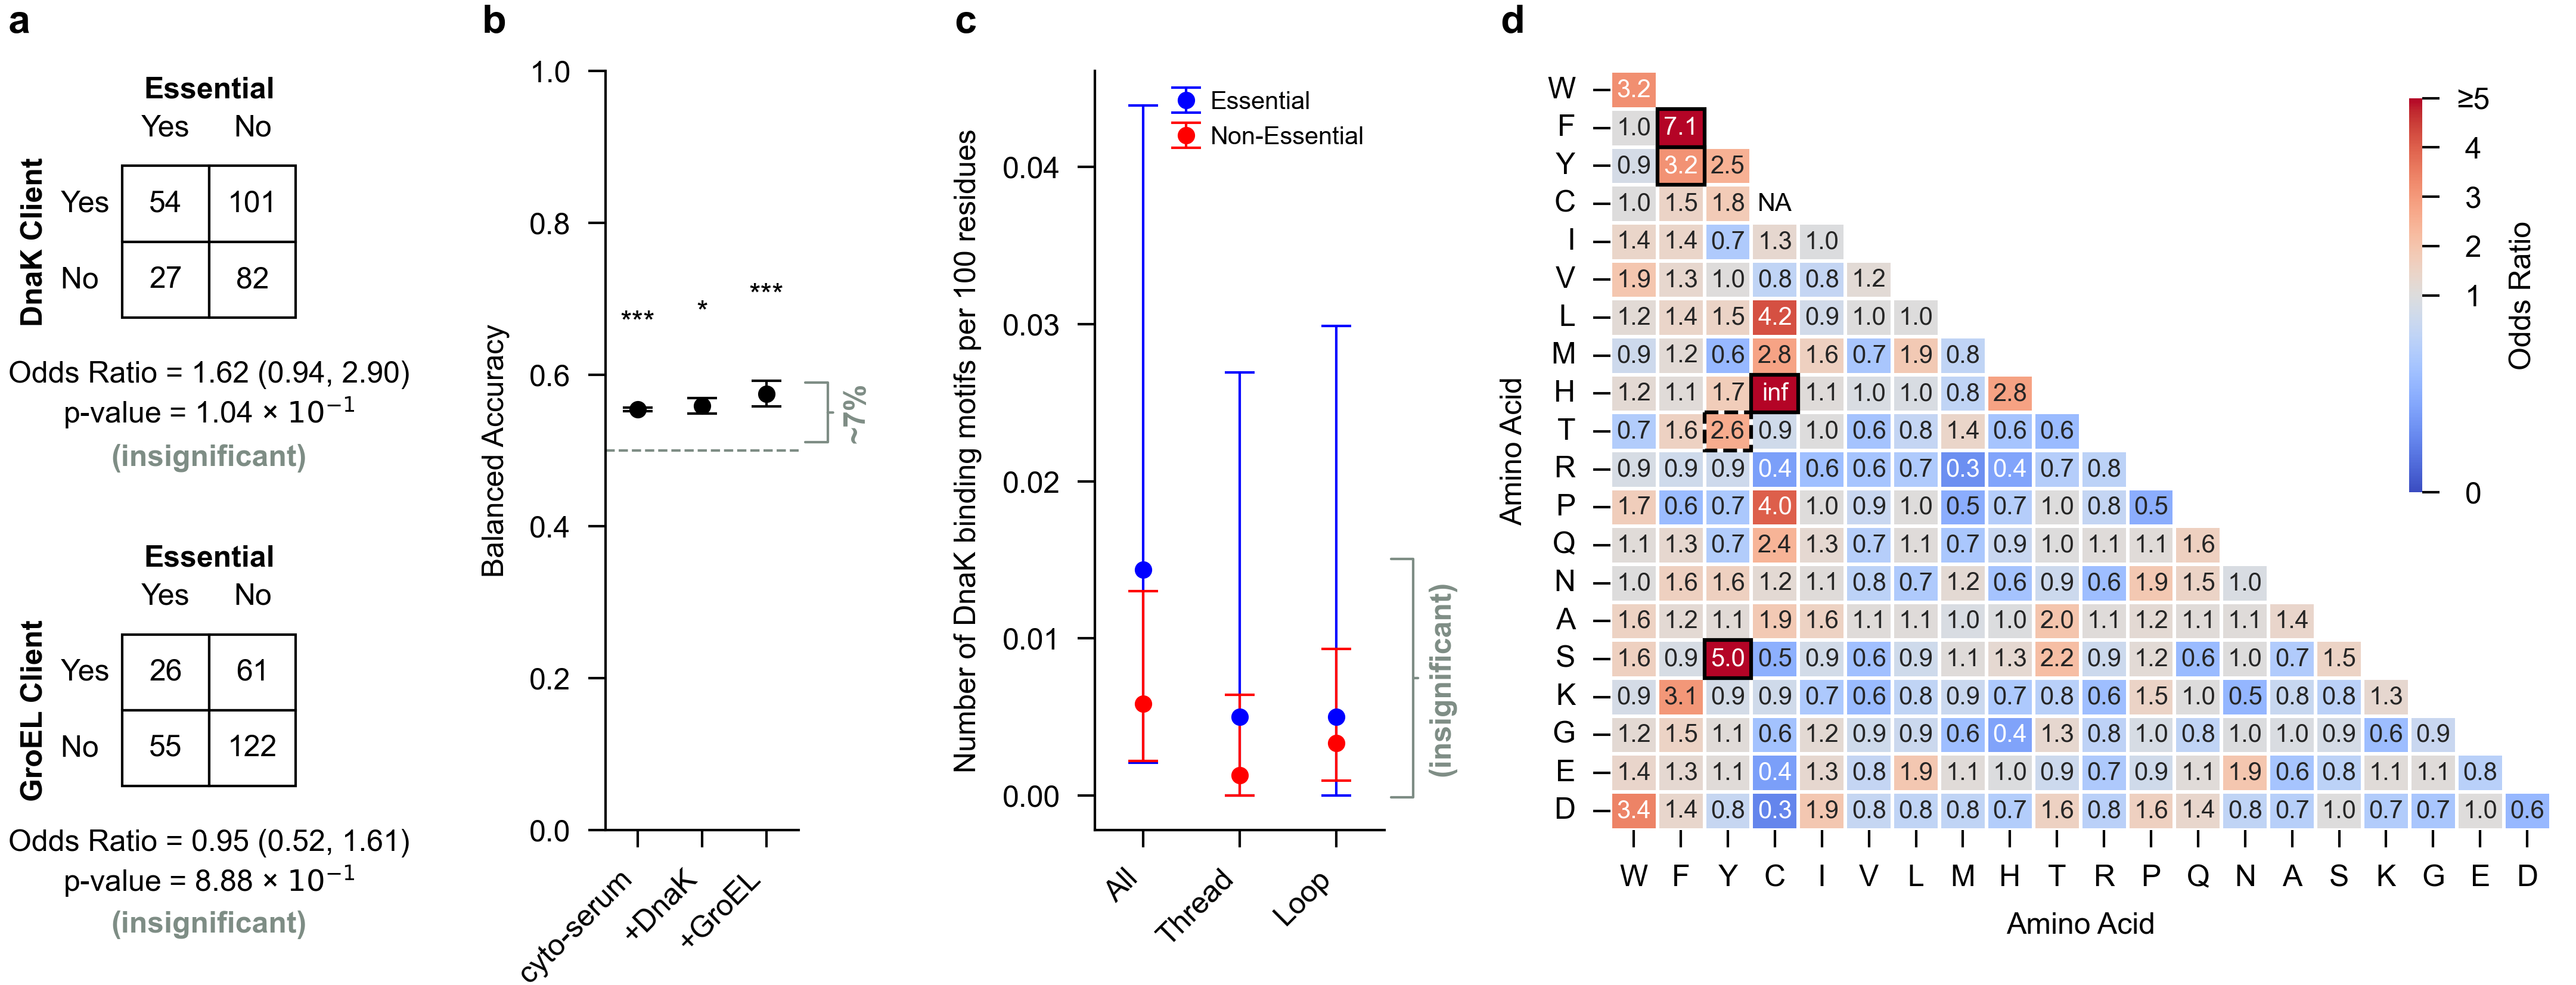 a
Essential
Yes No
DnaK Client
Yes 54 101
No 27 82
Odds Ratio = 1.62 (0.94, 2.90)
p-value = 1.04 × 10⁻¹
(insignificant)
Essential
Yes No
GroEL Client
Yes 26 61
No 55 122
Odds Ratio = 0.95 (0.52, 1.61)
p-value = 8.88 × 10⁻¹
(insignificant)
b
Balanced Accuracy
1.0
0.8
0.6
0.4
0.2
0.0
***
*
***
~7%
cyto-serum
+DnaK
+GroEL
c
Number of DnaK binding motifs per 100 residues
0.04
0.03
0.02
0.01
0.00
Essential
Non-Essential
(insignificant)
All
Thread
Loop
d
Amino Acid
W 3.2
F 1.0 7.1
Y 0.9 3.2 2.5
C 1.0 1.5 1.8 NA
I 1.4 1.4 0.7 1.3 1.0
V 1.9 1.3 1.0 0.8 0.8 1.2
L 1.2 1.4 1.5 4.2 0.9 1.0 1.0
M 0.9 1.2 0.6 2.8 1.6 0.7 1.9 0.8
H 1.2 1.1 1.7 inf 1.1 1.0 1.0 0.8 2.8
T 0.7 1.6 2.6 0.9 1.0 0.6 0.8 1.4 0.6 0.6
R 0.9 0.9 0.9 0.4 0.6 0.6 0.7 0.3 0.4 0.7 0.8
P 1.7 0.6 0.7 4.0 1.0 0.9 1.0 0.5 0.7 1.0 0.8 0.5
Q 1.1 1.3 0.7 2.4 1.3 0.7 1.1 0.7 0.9 1.0 1.1 1.1 1.6
N 1.0 1.6 1.6 1.2 1.1 0.8 0.7 1.2 0.6 0.9 0.6 1.9 1.5 1.0
A 1.6 1.2 1.1 1.9 1.6 1.1 1.1 1.0 1.0 2.0 1.1 1.2 1.1 1.1 1.4
S 1.6 0.9 5.0 0.5 0.9 0.6 0.9 1.1 1.3 2.2 0.9 1.2 0.6 1.0 0.7 1.5
K 0.9 3.1 0.9 0.9 0.7 0.6 0.8 0.9 0.7 0.8 0.6 1.5 1.0 0.5 0.8 0.8 1.3
G 1.2 1.5 1.1 0.6 1.2 0.9 0.9 0.6 0.4 1.3 0.8 1.0 0.8 1.0 1.0 0.9 0.6 0.9
E 1.4 1.3 1.1 0.4 1.3 0.8 1.9 1.1 1.0 0.9 0.7 0.9 1.1 1.9 0.6 0.8 1.1 1.1 0.8
D 3.4 1.4 0.8 0.3 1.9 0.8 0.8 0.8 0.7 1.6 0.8 1.6 1.4 0.8 0.7 1.0 0.7 0.7 1.0 0.6
W F Y C I V L M H T R P Q N A S K G E D
Amino Acid
≥5
4
3
2
1
0
Odds Ratio